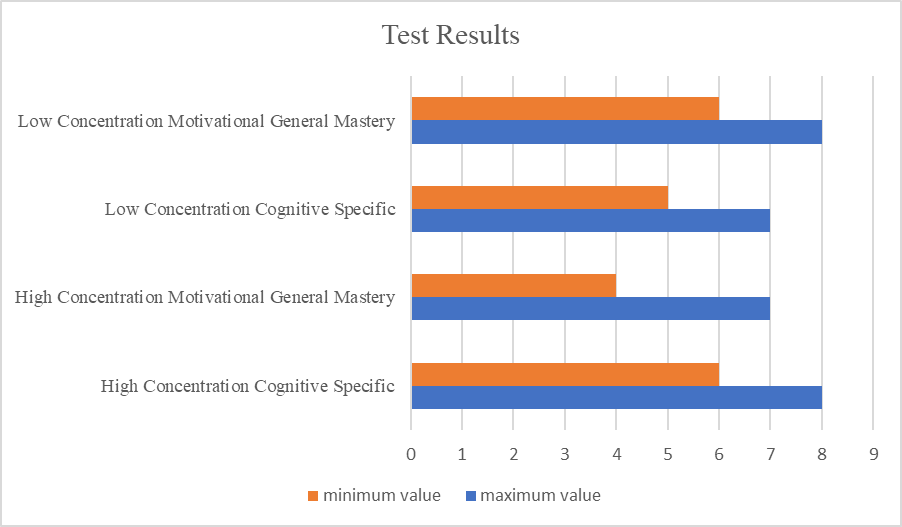 Test Results
Low Concentration Motivational General Mastery
Low Concentration Cognitive Specific
High Concentration Motivational General Mastery
High Concentration Cognitive Specific
0 1 2 3 4 5 6 7 8 9
minimum value maximum value